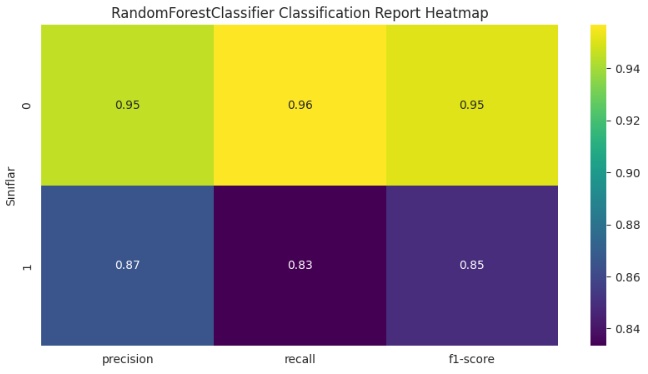 RandomForestClassifier Classification Report Heatmap
Sınıflar
0
0.95 0.96 0.95
1
0.87 0.83 0.85
precision recall f1-score
0.94
0.92
0.90
0.88
0.86
0.84